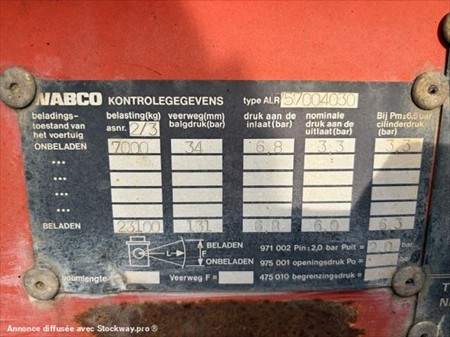 WABCO KONTROLEGEGEVENS type ALR 57004030
beladings- toestand van het voertuig belasting(kg) asnr. 2/3 veerweg(mm) balgdruk(bar) druk aan de inlaat(bar) nominale druk aan de uitlaat(bar) Bij Pm≥6,0bar cilinderdruk (bar)
ONBELADEN 7000 34 6.8 3.3 3.3
...
...
...
BELADEN 23100 131 6.8 6.0
BELADEN 971 002 Pin: 2,0 bar Puit = 2.0 bar
L F
ONBELADEN 975 001 openingsdruk Po = bar
boomlengte Veerweg F = 475 010 begrenzingsdruk = bar
Annonce diffusée avec Stockway.pro ®